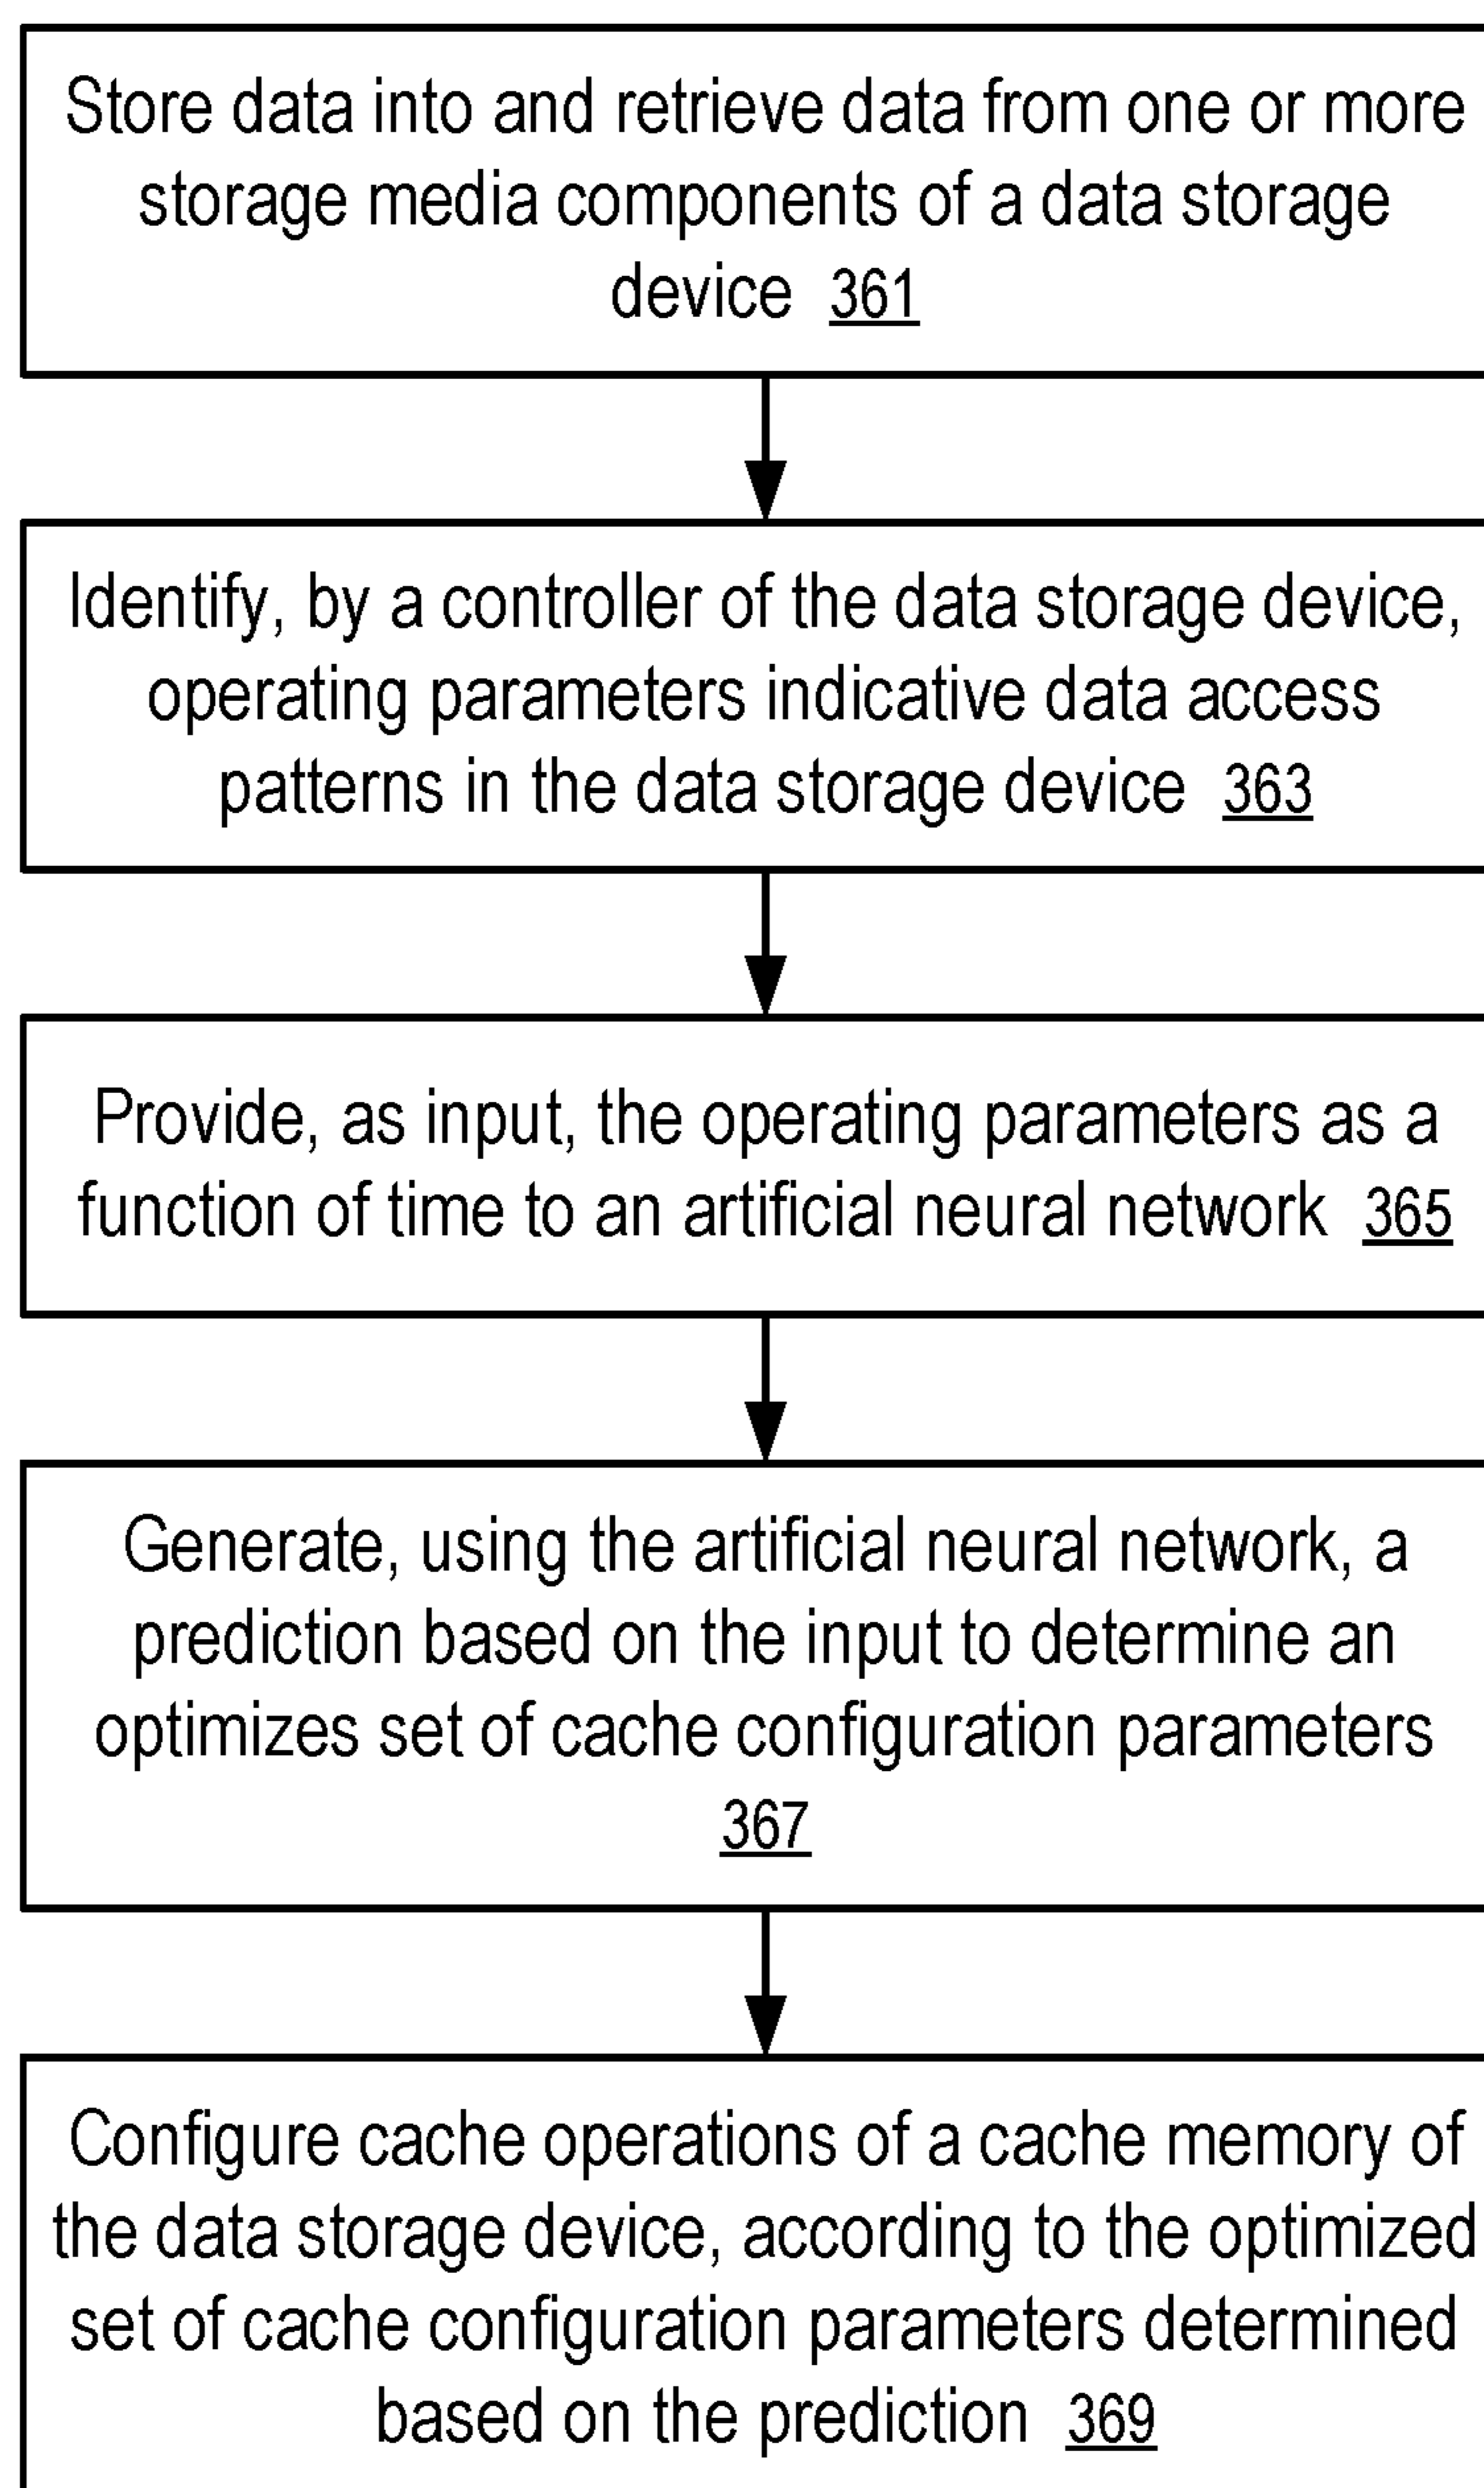 Store data into and retrieve data from one or more
storage media components of a data storage
device 361
Identify, by a controller of the data storage device,
operating parameters indicative data access
patterns in the data storage device 363
Provide, as input, the operating parameters as a
function of time to an artificial neural network 365
Generate, using the artificial neural network, a
prediction based on the input to determine an
optimizes set of cache configuration parameters
367
Configure cache operations of a cache memory of
the data storage device, according to the optimized
set of cache configuration parameters determined
based on the prediction 369